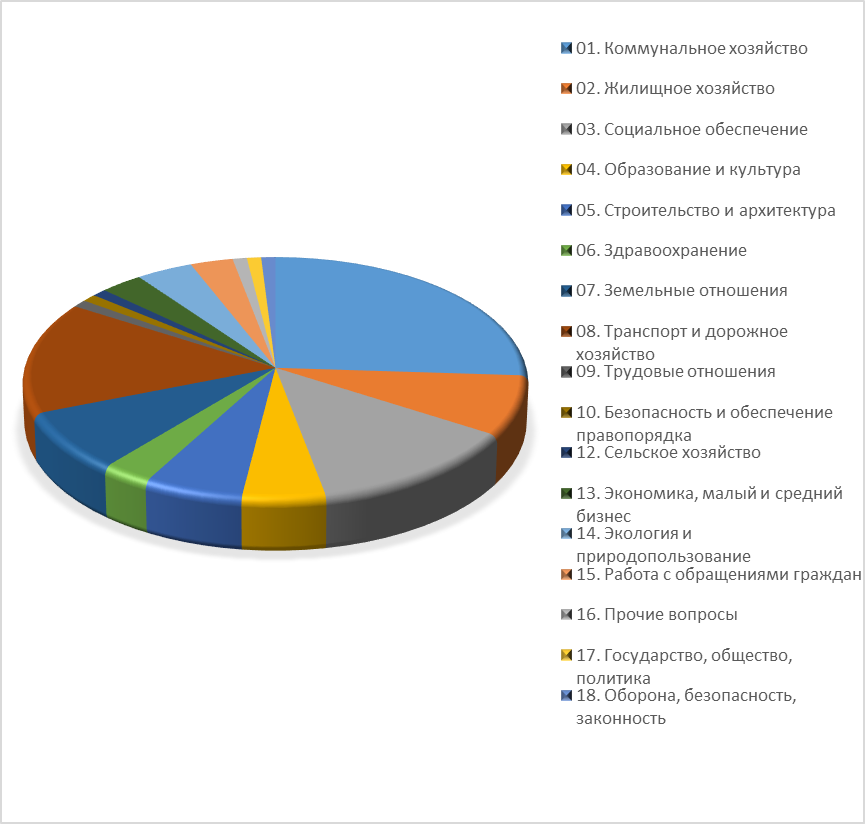 01. Коммунальное хозяйство
02. Жилищное хозяйство
03. Социальное обеспечение
04. Образование и культура
05. Строительство и архитектура
06. Здравоохранение
07. Земельные отношения
08. Транспорт и дорожное
хозяйство
09. Трудовые отношения
10. Безопасность и обеспечение
правопорядка
12. Сельское хозяйство
13. Экономика, малый и средний
бизнес
14. Экология и
природопользование
15. Работа с обращениями граждан
16. Прочие вопросы
17. Государство, общество,
политика
18. Оборона, безопасность,
законность